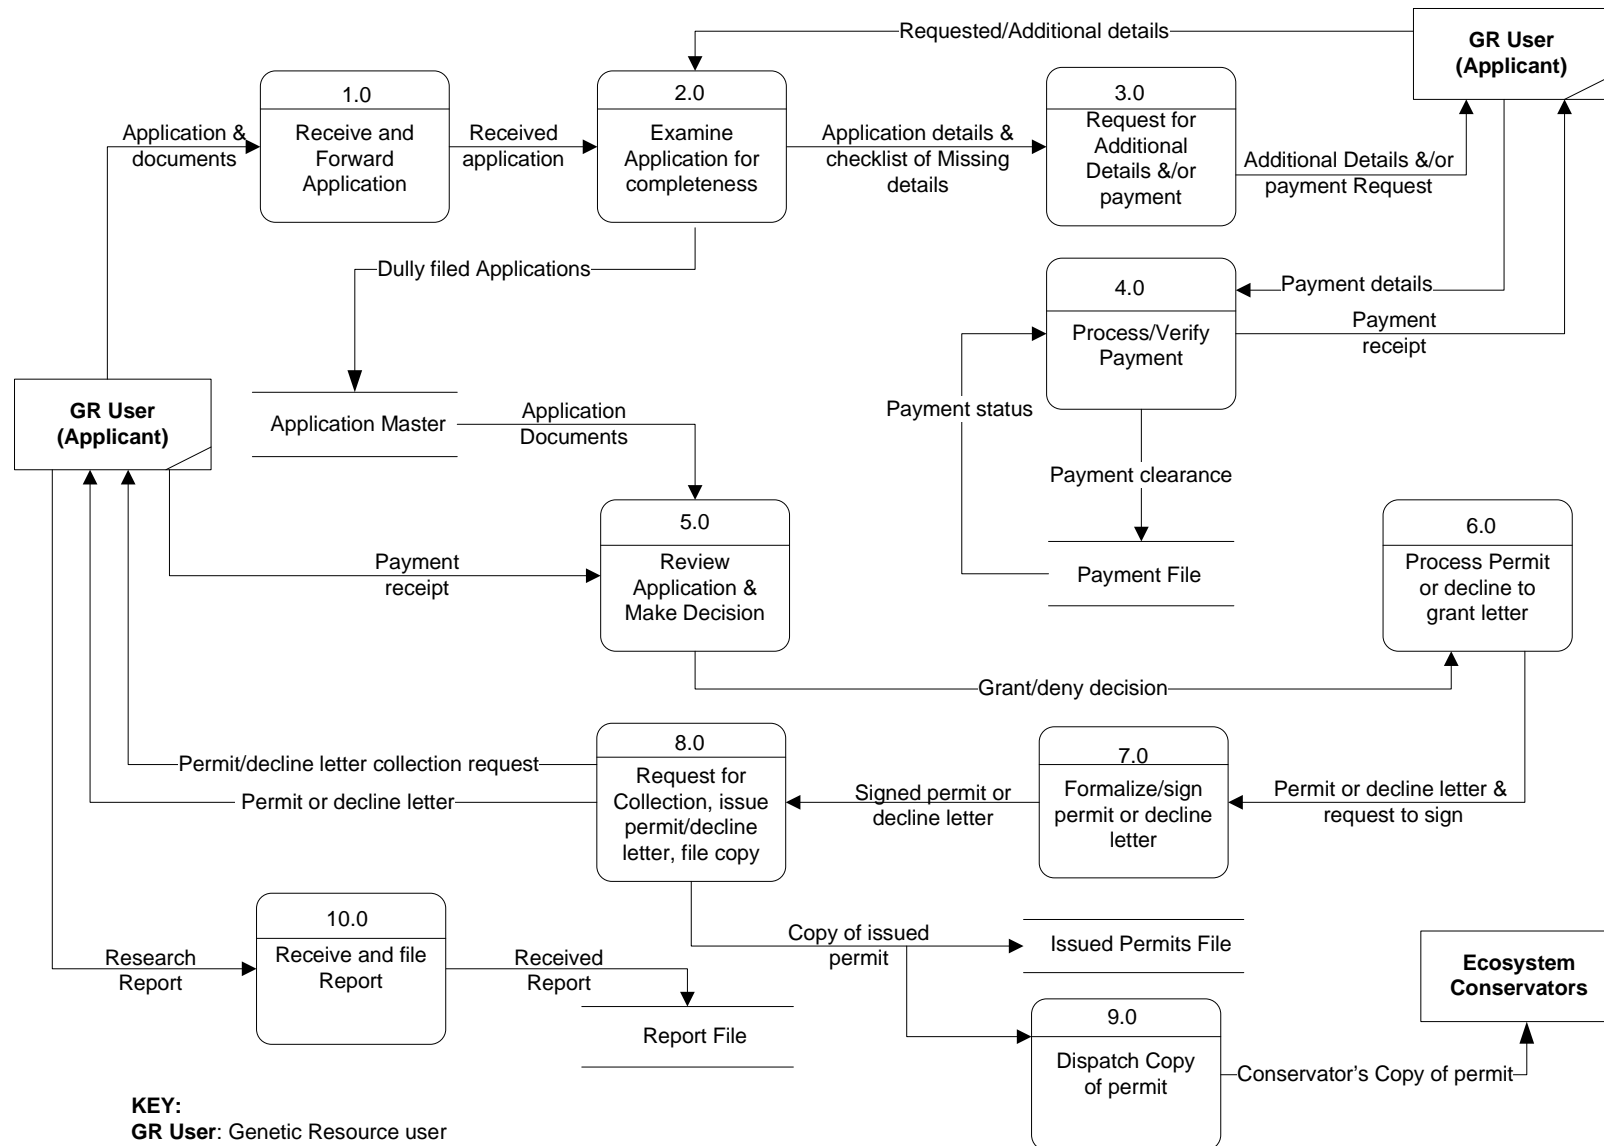 Requested/Additional details
GR User
(Applicant)
1.0
Receive and
Forward
Application
2.0
Examine
Application for
completeness
3.0
Request for
Additional
Details &/or
payment
Application &
documents
Received
application
Application details &
checklist of Missing
details
Additional Details &/or
payment Request
Dully filed Applications
4.0
Process/Verify
Payment
Payment details
Payment
receipt
GR User
(Applicant)
Application Master
Application
Documents
Payment status
Payment clearance
5.0
Review
Application &
Make Decision
Payment
receipt
Payment File
6.0
Process Permit
or decline to
grant letter
Grant/deny decision
8.0
Request for
Collection, issue
permit/decline
letter, file copy
7.0
Formalize/sign
permit or decline
letter
Permit/decline letter collection request
Permit or decline letter
Signed permit or
decline letter
Permit or decline letter &
request to sign
10.0
Receive and file
Report
Research
Report
Received
Report
Report File
Copy of issued
permit
Issued Permits File
Ecosystem
Conservators
9.0
Dispatch Copy
of permit
Conservator's Copy of permit
KEY:
GR User: Genetic Resource user